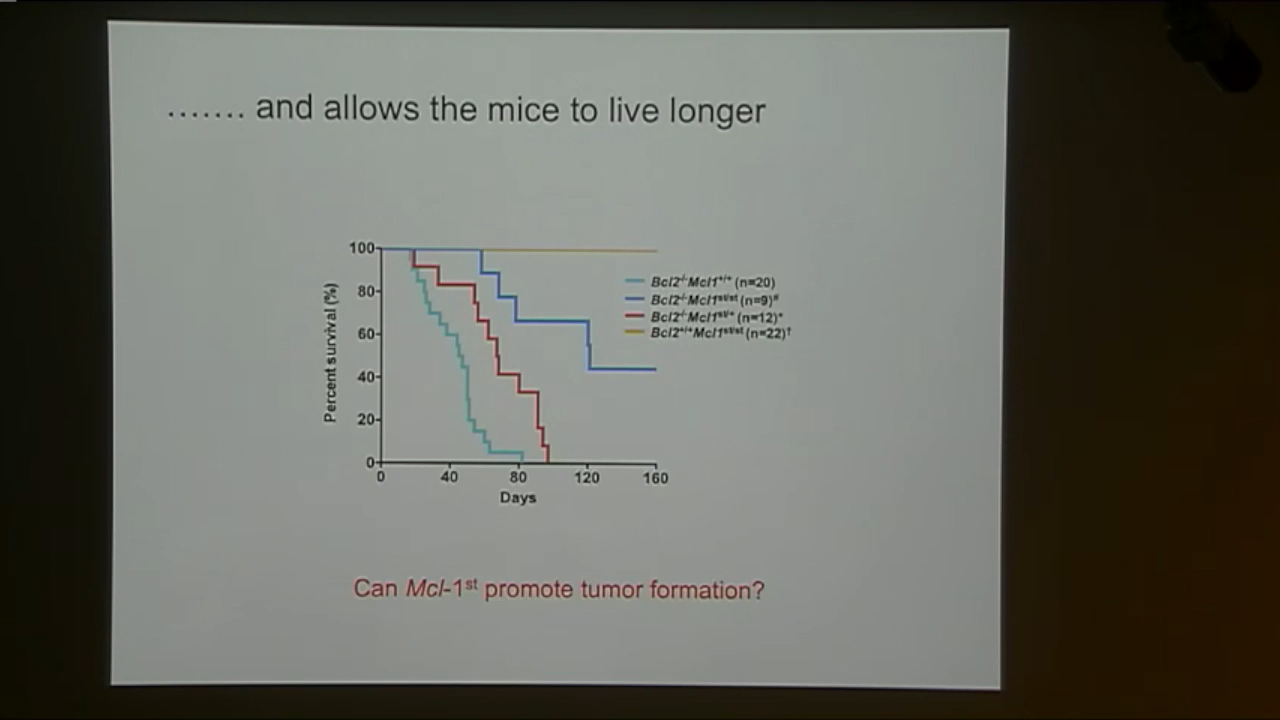 ....... and allows the mice to live longer
Percent survival (%)
100
80
60
40
20
0
0 40 80 120 160
Days
Bcl2-/-Mcl1+/+ (n=20)
Bcl2-/-Mcl1st/st (n=9)#
Bcl2-/-Mcl1st/+ (n=12)*
Bcl2+/+Mcl1st/st (n=22)†
Can Mcl-1st promote tumor formation?